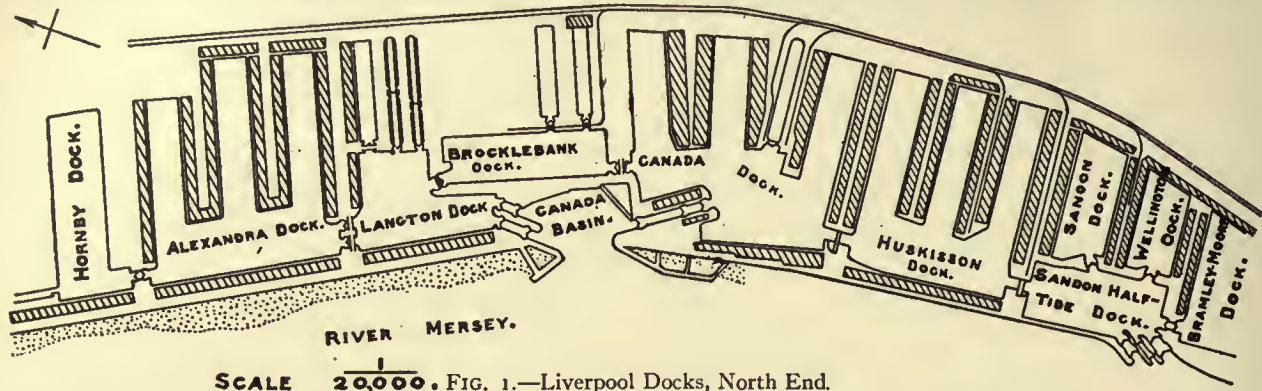 HORNBY DOCK.
ALEXANDRA DOCK.
LANGTON DOCK.
BROCKLEBANK
DOCK.
CANADA
BASIN.
CANADA
DOCK.
HUSKISSON
DOCK.
SANDON
DOCK.
WELLINGTON
DOCK.
BRAMLEY-MOORE
DOCK.
SANDON HALF-
TIDE DOCK.
RIVER MERSEY.
SCALE 1/20,000. FIG. 1.—Liverpool Docks, North End.